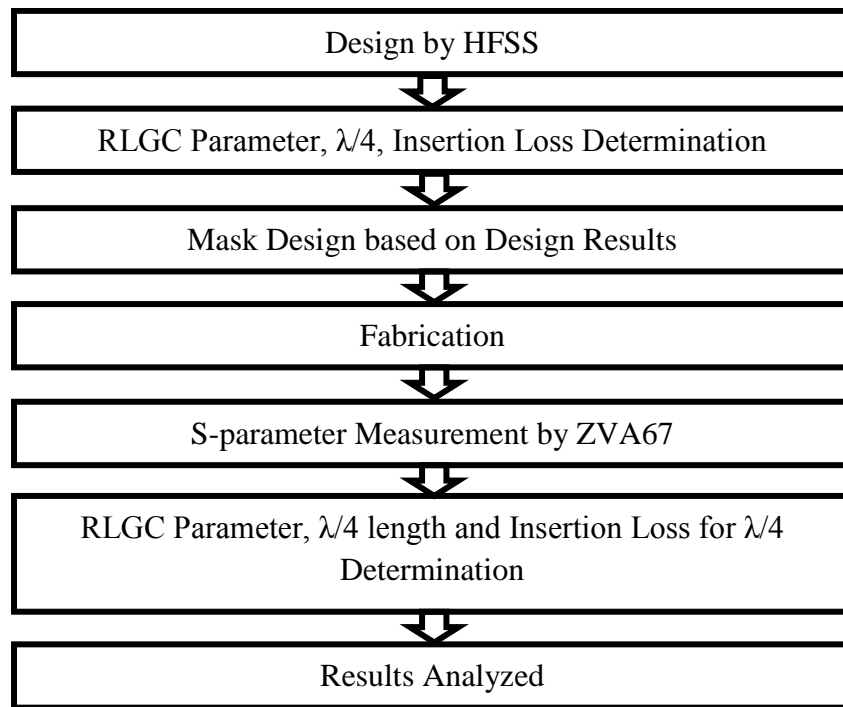 Design by HFSS
RLGC Parameter, λ/4, Insertion Loss Determination
Mask Design based on Design Results
Fabrication
S-parameter Measurement by ZVA67
RLGC Parameter, λ/4 length and Insertion Loss for λ/4
Determination
Results Analyzed